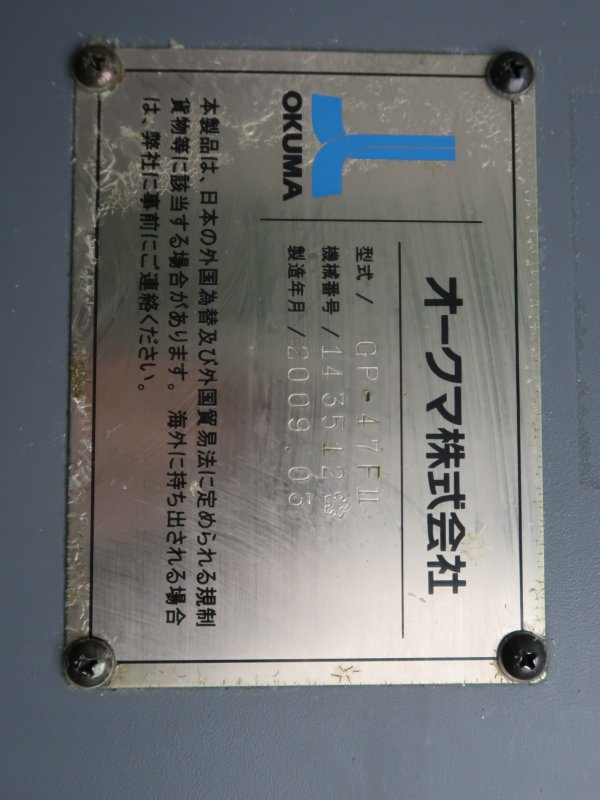 OKUMA
オークマ株式会社
型式 / GP-47FⅡ
機械番号 / 143512
製造年月 / 2009.03
本製品は、日本の外国為替及び外国貿易法に定められる規制
貨物等に該当する場合があります。海外に持ち出される場合
は、弊社に事前にご連絡ください。